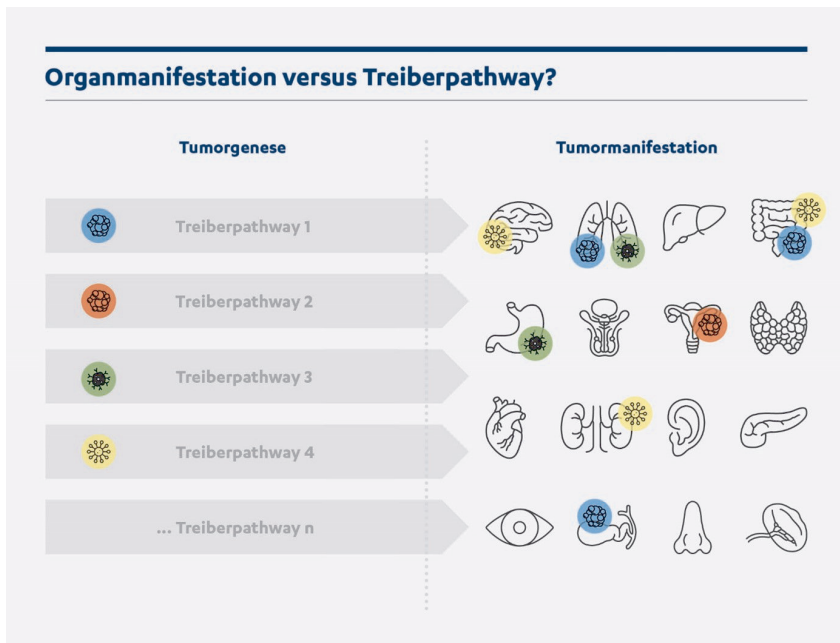 Organmanifestation versus Treiberpathway?
Tumorgenese
Tumormanifestation
Treiberpathway 1
Treiberpathway 2
Treiberpathway 3
Treiberpathway 4
... Treiberpathway n